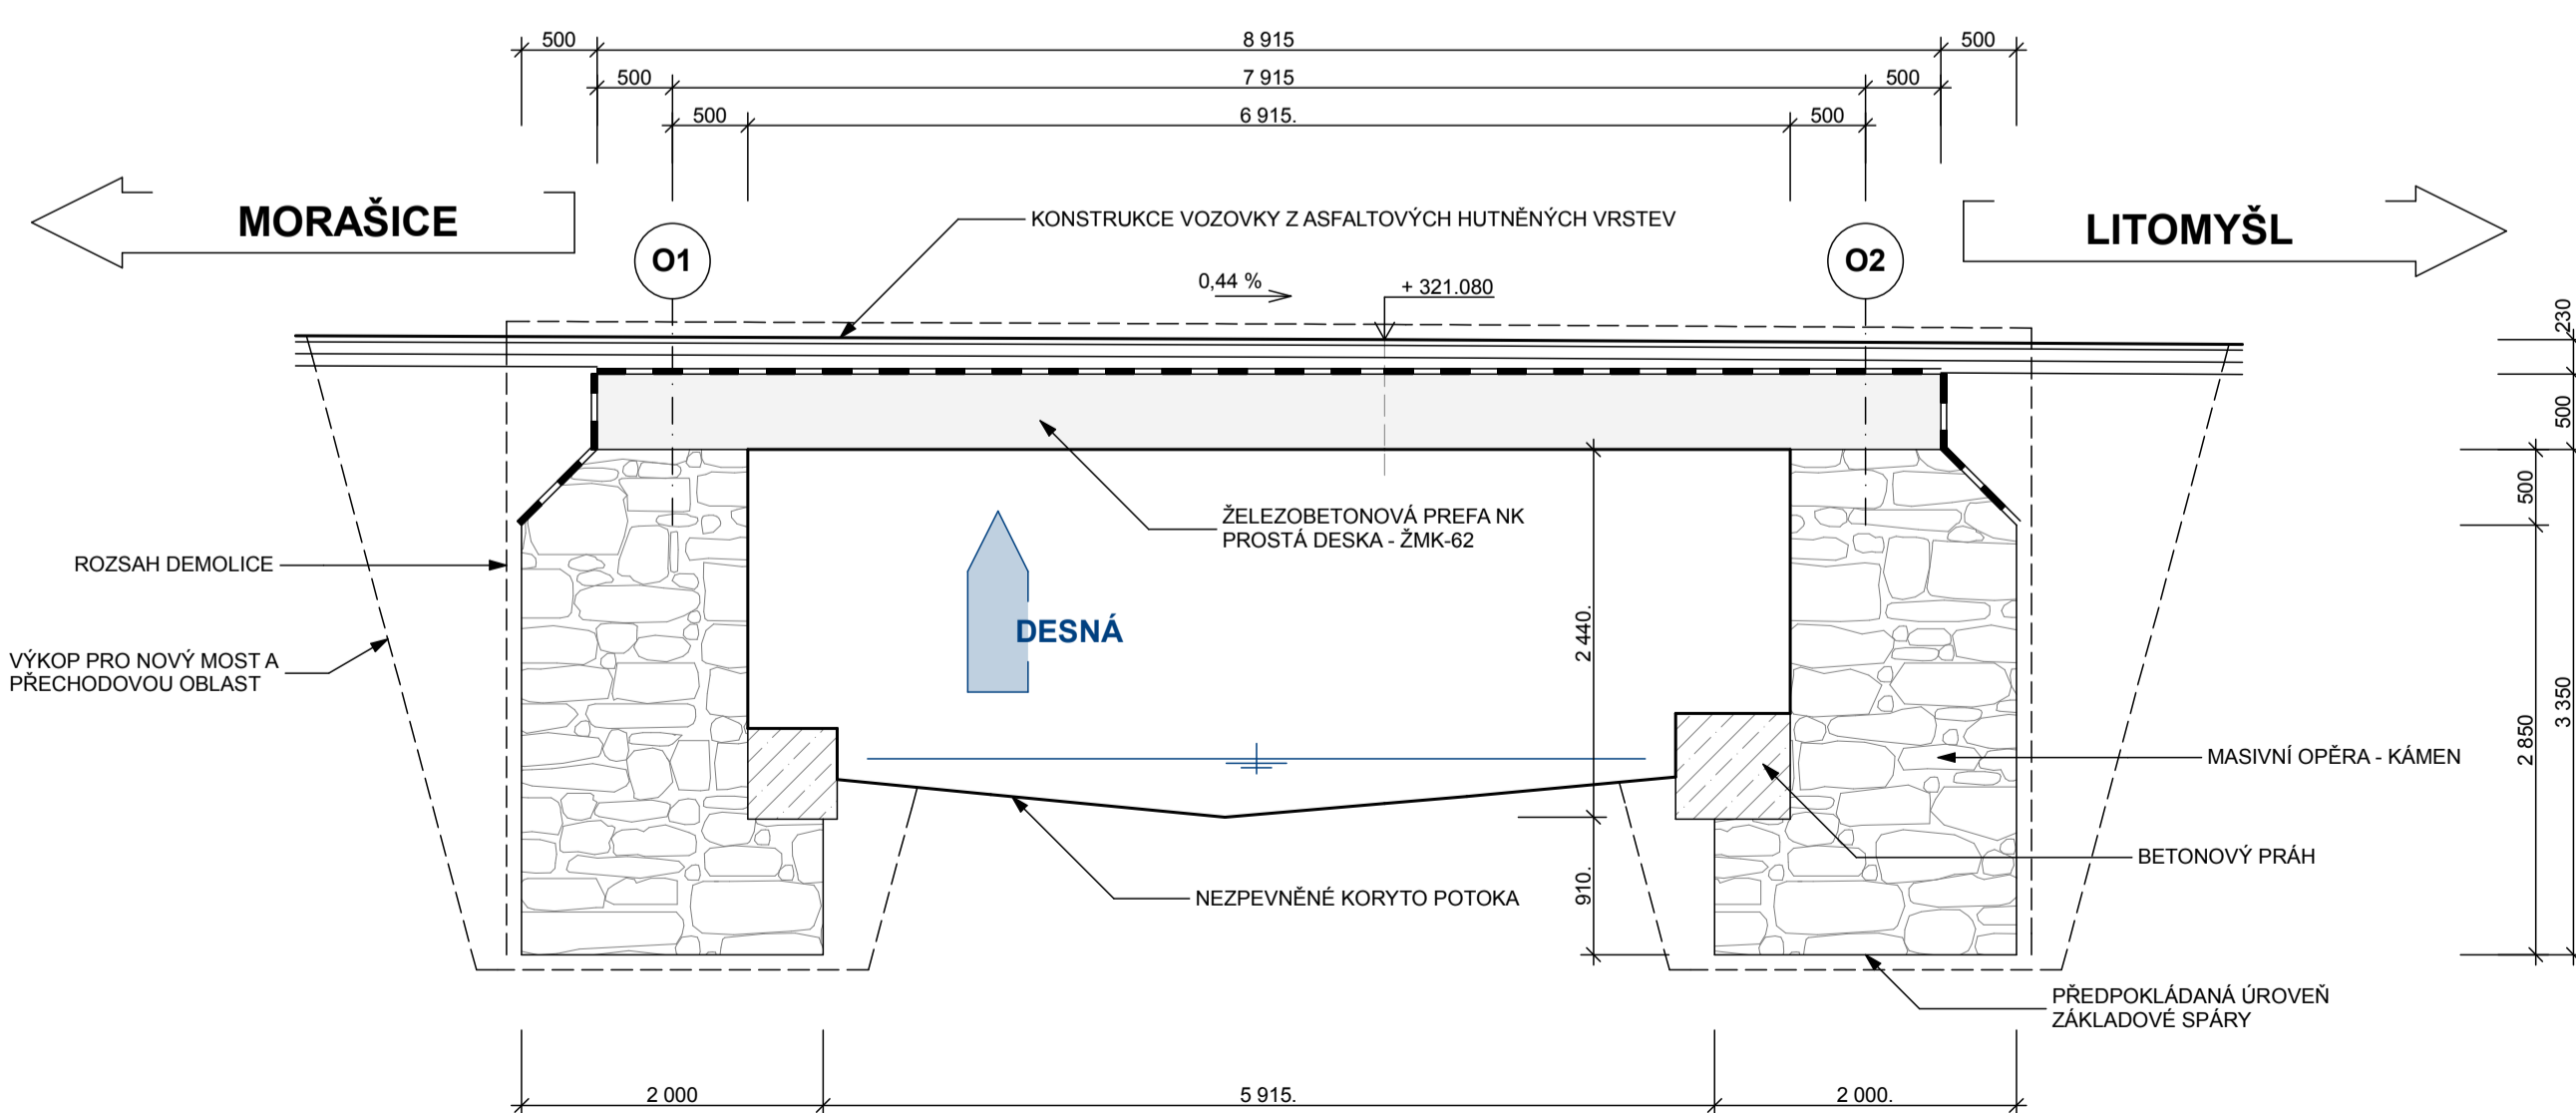 500
8 915
500
500
7 915
500
500
6 915.
500
MORAŠICE
LITOMYŠL
KONSTRUKCE VOZOVKY Z ASFALTOVÝCH HUTNĚNÝCH VRSTEV
O1
O2
0,44 %
+ 321.080
230
500
500
ŽELEZOBETONOVÁ PREFA NK
PROSTÁ DESKA - ŽMK-62
ROZSAH DEMOLICE
DESNÁ
2 440.
VÝKOP PRO NOVÝ MOST A
PŘECHODOVOU OBLAST
2 850
3 350
MASIVNÍ OPĚRA - KÁMEN
BETONOVÝ PRÁH
910.
NEZPEVNĚNÉ KORYTO POTOKA
PŘEDPOKLÁDANÁ ÚROVEŇ
ZÁKLADOVÉ SPÁRY
2 000
5 915.
2 000.